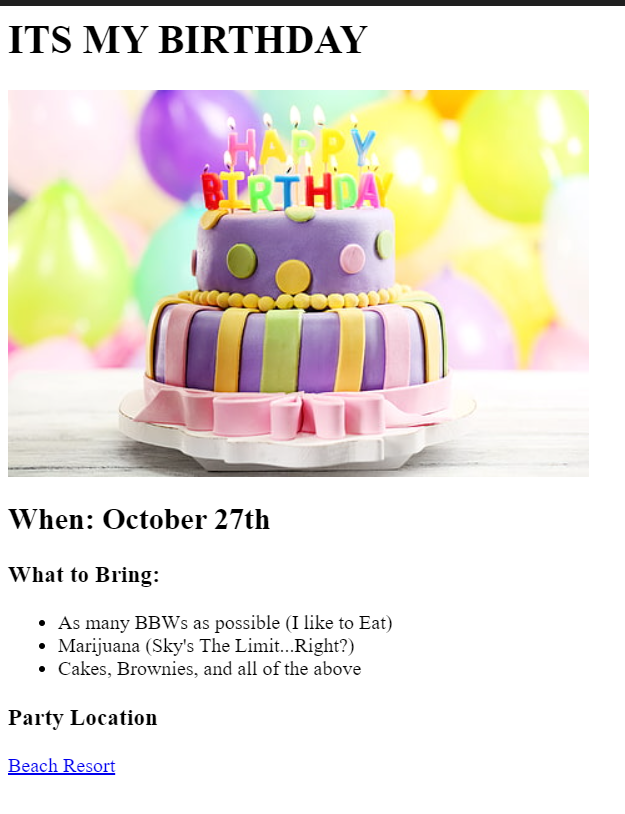 ITS MY BIRTHDAY
HAPPY
BIRTHDAY
When: October 27th
What to Bring:
As many BBWs as possible (I like to Eat)
Marijuana (Sky's The Limit...Right?)
Cakes, Brownies, and all of the above
Party Location
Beach Resort